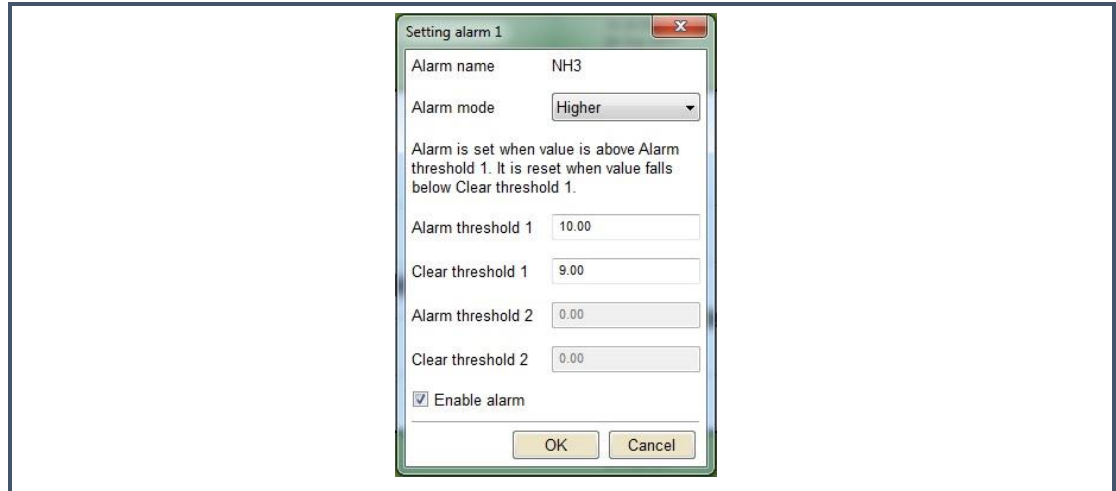 Setting alarm 1
Alarm name NH3
Alarm mode Higher
Alarm is set when value is above Alarm
threshold 1. It is reset when value falls
below Clear threshold 1.
Alarm threshold 1 10.00
Clear threshold 1 9.00
Alarm threshold 2 0.00
Clear threshold 2 0.00
Enable alarm
OK Cancel